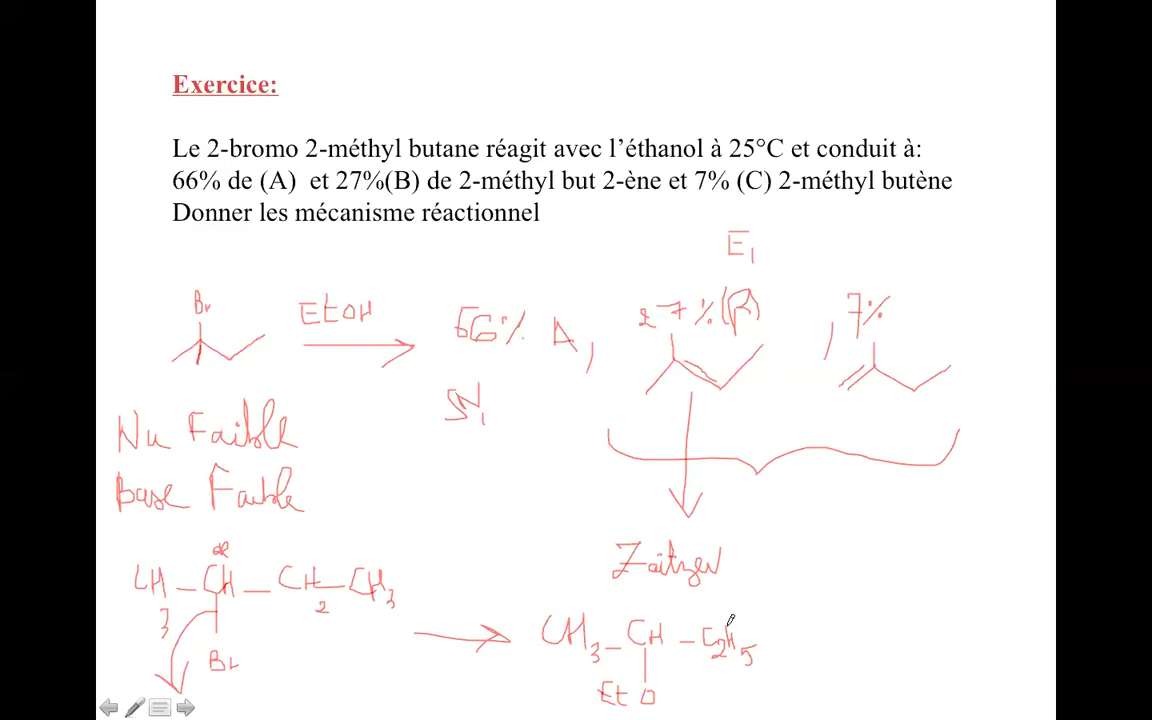 Exercice:
Le 2-bromo 2-méthyl butane réagit avec l’éthanol à 25°C et conduit à:
66% de (A) et 27%(B) de 2-méthyl but 2-ène et 7% (C) 2-méthyl butène
Donner les mécanisme réactionnel
E1
Br
EtOH
66% A,
27%(B)
, 7%
SN1
Nu Faible
Base Faible
Zaitzev
CH3 - CH - CH2 - CH3
Br
CH3 - CH - C2H5
EtO